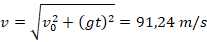 v = √(v₀² + (gt)²) = 91,24 m/s